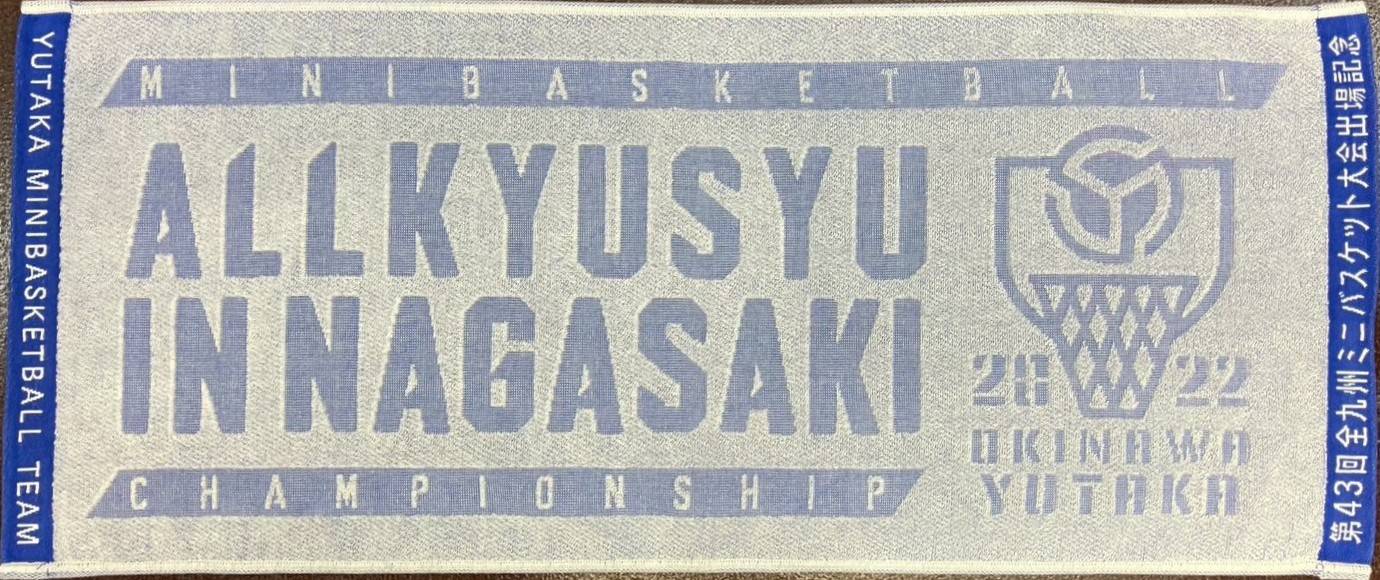 YUTAKA MINIBASKETBALL TEAM
MINIBASKETBALL
ALLKYUSYU
IN NAGASAKI
CHAMPIONSHIP
2022
OKINAWA
YUTAKA
第43回全九州ミニバスケット大会出場記念